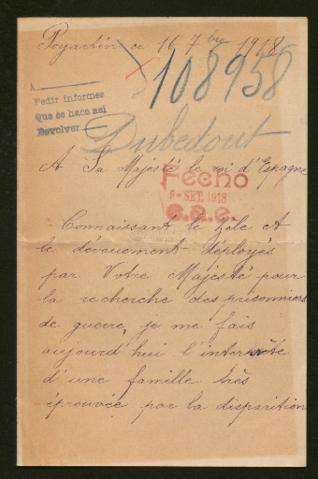 Poyartin ce 16 7bre 1918
108958
A
Pedir informes
Que se hace asi
Devolver
Dubedout
A Sa Majesté le roi d'Espagne
Fecho
SET. 1918
Connaissant le zèle et
le dévouement déployés
par Votre Majesté pour
la recherche des prisonniers
de guerre, je me fais
aujourd'hui l'interprète
d'une famille très
éprouvée par la disparition